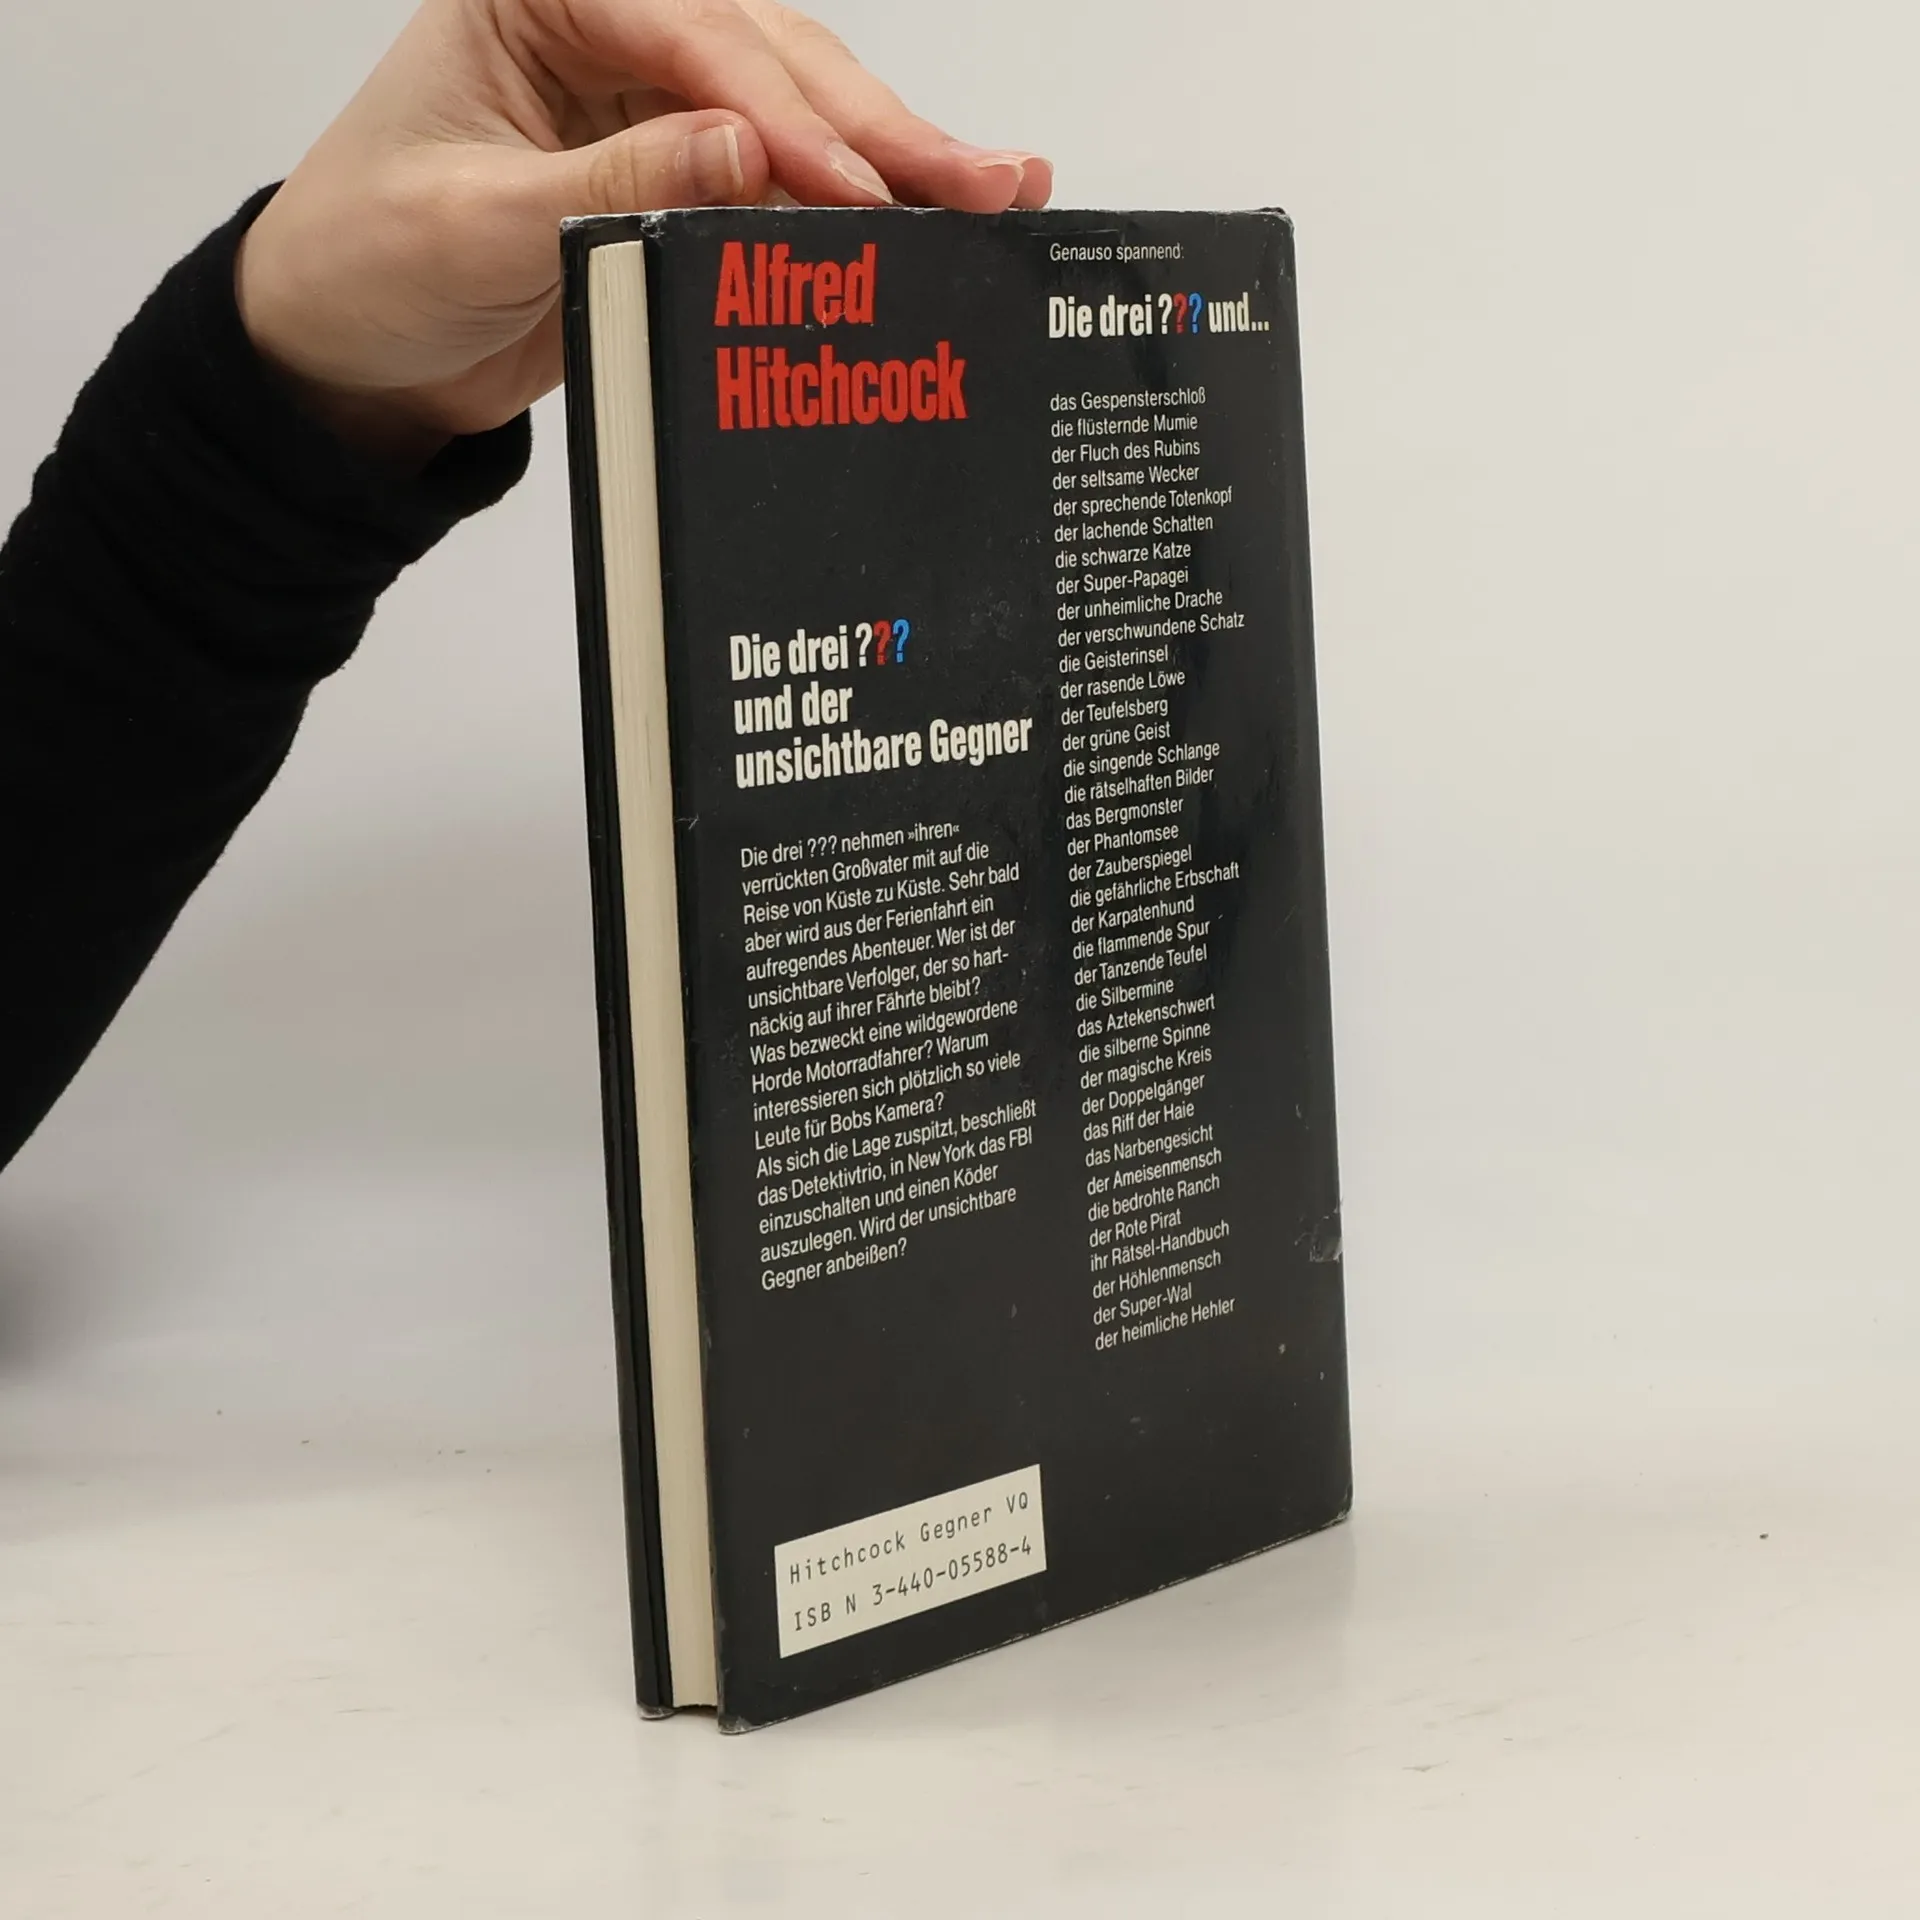 Alfred
Hitchcock
Die drei ???
und der
unsichtbare Gegner
Die drei ??? nehmen »ihren«
verrückten Großvater mit auf die
Reise von Küste zu Küste. Sehr bald
aber wird aus der Ferienfahrt ein
aufregendes Abenteuer. Wer ist der
unsichtbare Verfolger, der so hart-
näckig auf ihrer Fährte bleibt?
Was bezweckt eine wildgewordene
Horde Motorradfahrer? Warum
interessieren sich plötzlich so viele
Leute für Bobs Kamera?
Als sich die Lage zuspitzt, beschließt
das Detektivtrio, in New York das FBI
einzuschalten und einen Köder
auszulegen. Wird der unsichtbare
Gegner anbeißen?
Hitchcock Gegner VQ
ISB N 3-440-05588-4
Genauso spannend:
Die drei ??? und...
das Gespensterschloß
die flüsternde Mumie
der Fluch des Rubins
der seltsame Wecker
der sprechende Totenkopf
der lachende Schatten
die schwarze Katze
der Super-Papagei
der unheimliche Drache
der verschwundene Schatz
die Geisterinsel
der rasende Löwe
der Teufelsberg
der grüne Geist
die singende Schlange
die rätselhaften Bilder
das Bergmonster
der Phantomsee
der Zauberspiegel
die gefährliche Erbschaft
der Karpatenhund
die flammende Spur
der Tanzende Teufel
die Silbermine
das Aztekenschwert
die silberne Spinne
der magische Kreis
der Doppelgänger
das Riff der Haie
das Narbengesicht
der Ameisenmensch
die bedrohte Ranch
der Rote Pirat
ihr Rätsel-Handbuch
der Höhlenmensch
der Super-Wal
der heimliche Hehler